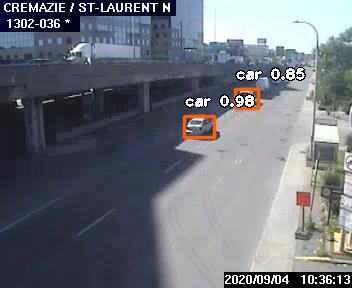 CREMAZIE / ST-LAURENT N
1302-036 *
car 0.85
car 0.98
2020/09/04 10:36:13